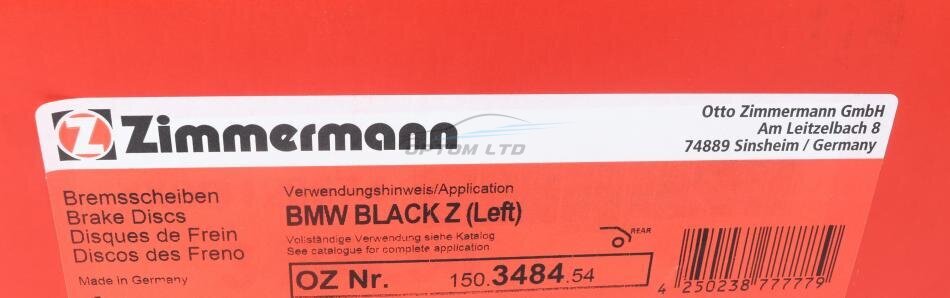 Zimmermann
Otto Zimmermann GmbH
Am Leitzelbach 8
74889 Sinsheim / Germany
OPTOM LTD
Bremsscheiben
Brake Discs
Disques de Frein
Discos des Freno
Made in Germany
Verwendungshinweis/Application
BMW BLACK Z (Left)
Vollständige Verwendung siehe Katalog
See catalogue for complete application
REAR
OZ Nr. 150.3484.54
4 250238 777779